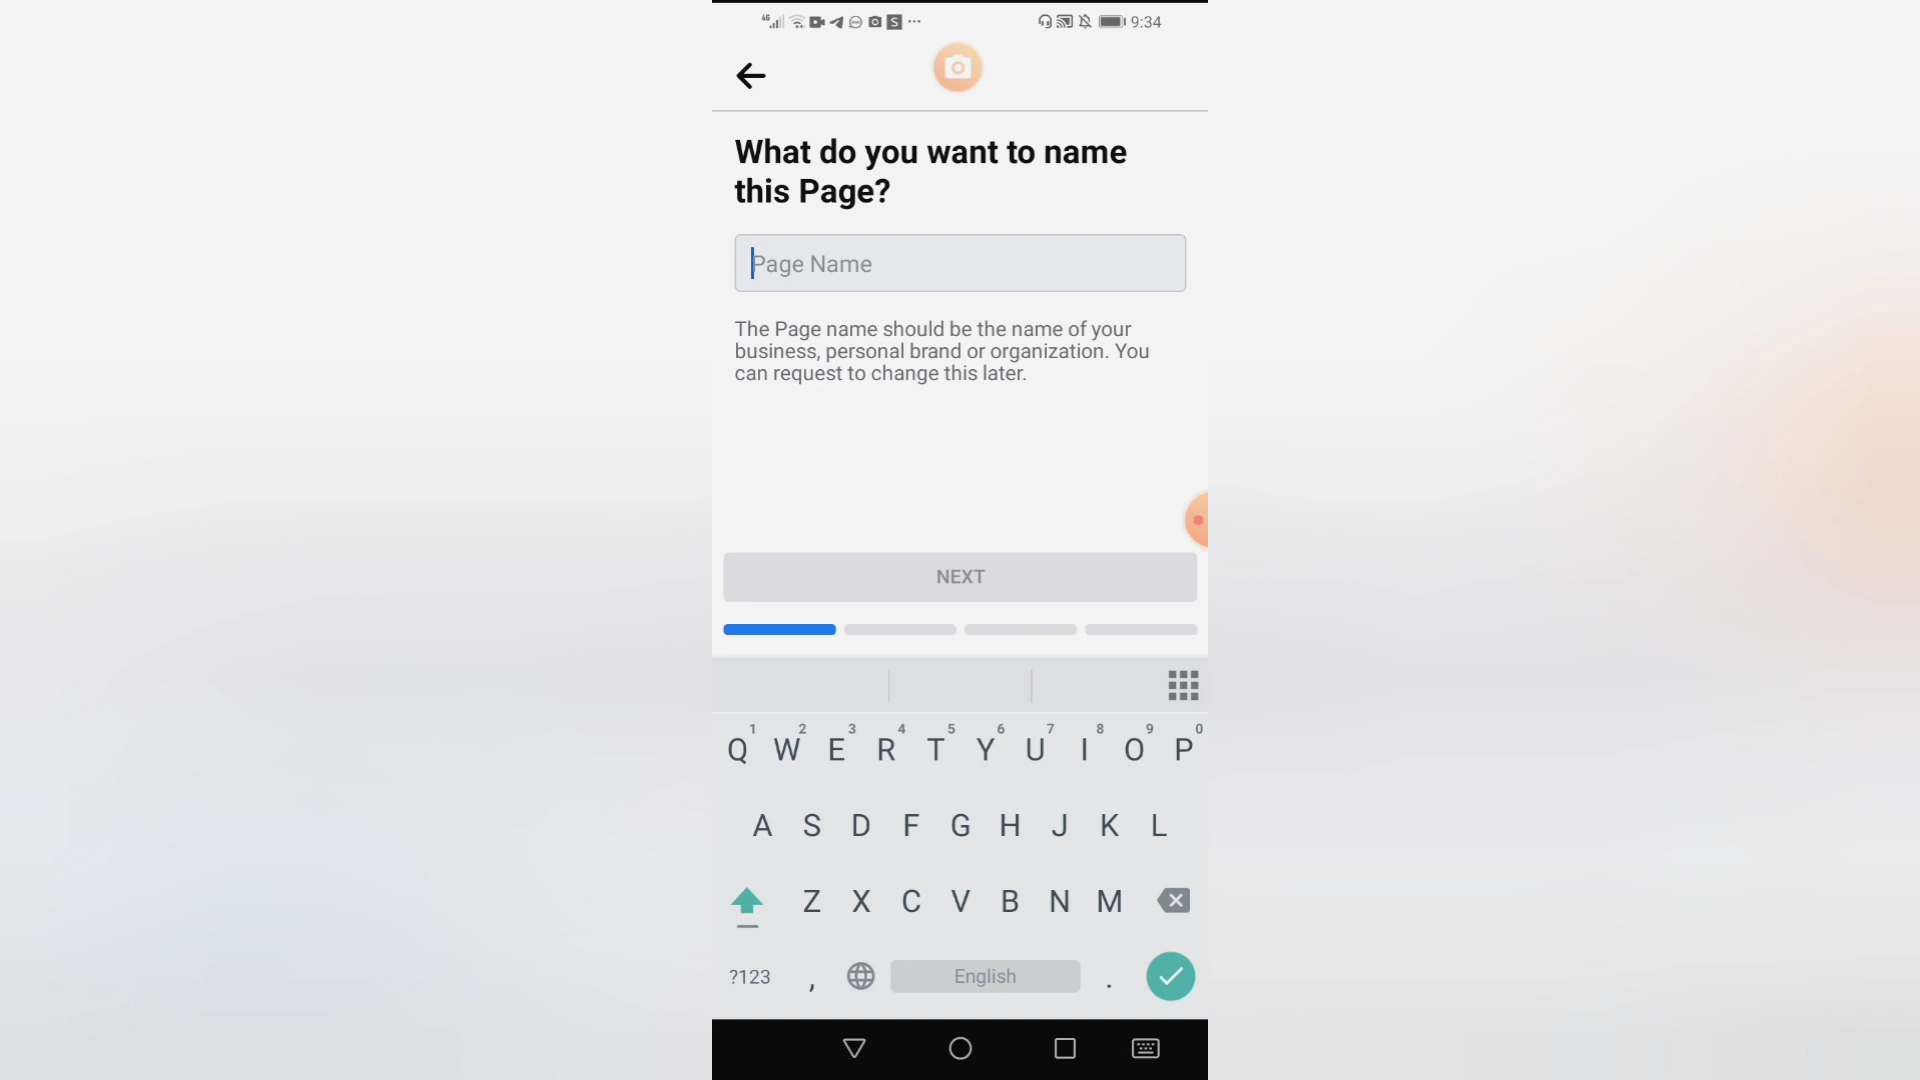 4G S ... 9:34
What do you want to name
this Page?
Page Name
The Page name should be the name of your
business, personal brand or organization. You
can request to change this later.
NEXT
1 2 3 4 5 6 7 8 9 0
Q W E R T Y U I O P
A S D F G H J K L
Z X C V B N M
?123 , English .